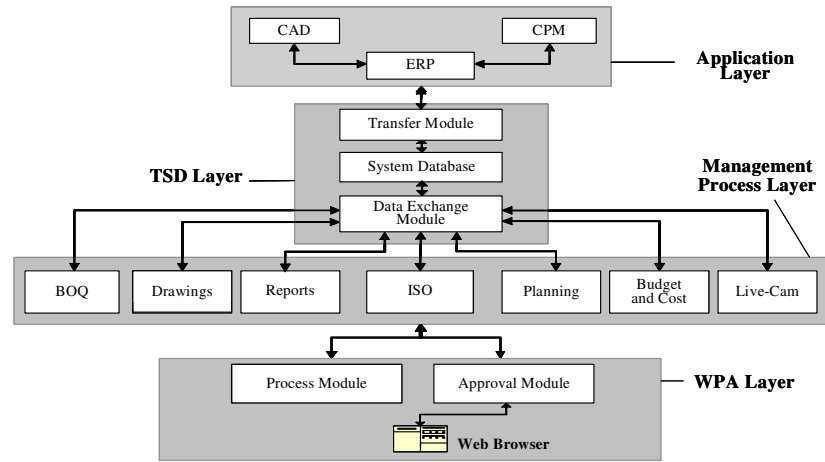 CAD
CPM
ERP
Application
Layer
Transfer Module
System Database
TSD Layer
Management
Process Layer
Data Exchange
Module
BOQ
Drawings
Reports
ISO
Planning
Budget
and Cost
Live-Cam
Process Module
Approval Module
WPA Layer
Web Browser